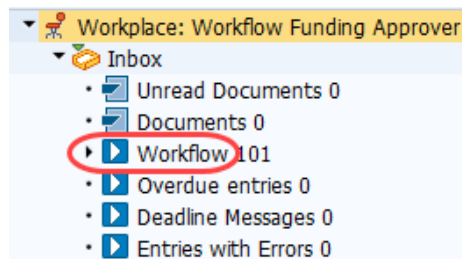 Workplace: Workflow Funding Approver
Inbox
Unread Documents 0
Documents 0
Workflow 101
Overdue entries 0
Deadline Messages 0
Entries with Errors 0